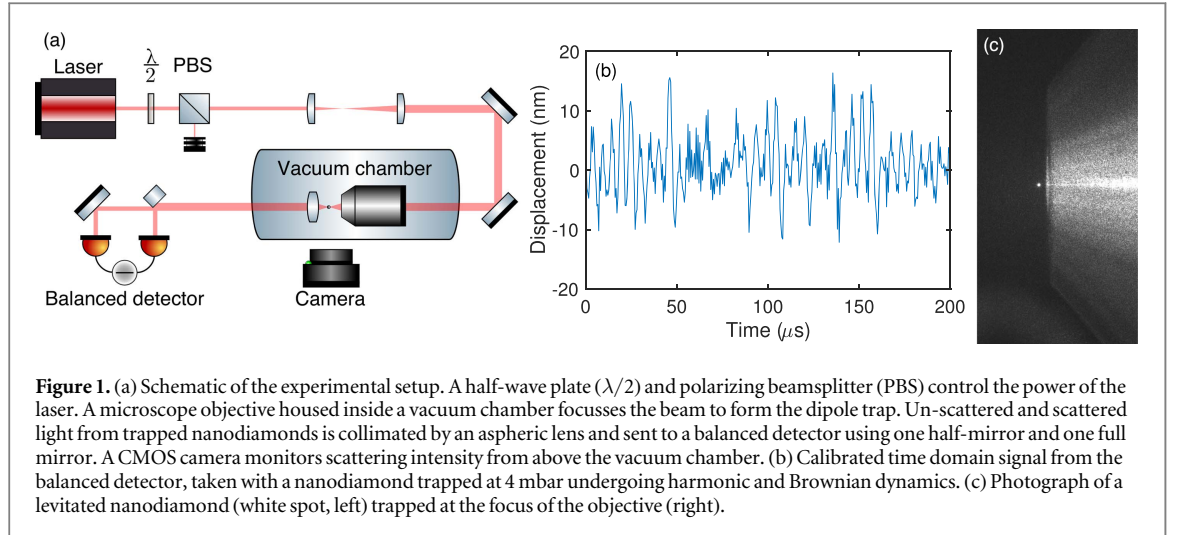 (a)
Laser
λ/2
PBS
Vacuum chamber
Balanced detector
Camera
(b)
Displacement (nm)
20
10
0
-10
-20
0 50 100 150 200
Time (μs)
(c)
Figure 1. (a) Schematic of the experimental setup. A half-wave plate (λ/2) and polarizing beamsplitter (PBS) control the power of the
laser. A microscope objective housed inside a vacuum chamber focusses the beam to form the dipole trap. Un-scattered and scattered
light from trapped nanodiamonds is collimated by an aspheric lens and sent to a balanced detector using one half-mirror and one full
mirror. A CMOS camera monitors scattering intensity from above the vacuum chamber. (b) Calibrated time domain signal from the
balanced detector, taken with a nanodiamond trapped at 4 mbar undergoing harmonic and Brownian dynamics. (c) Photograph of a
levitated nanodiamond (white spot, left) trapped at the focus of the objective (right).